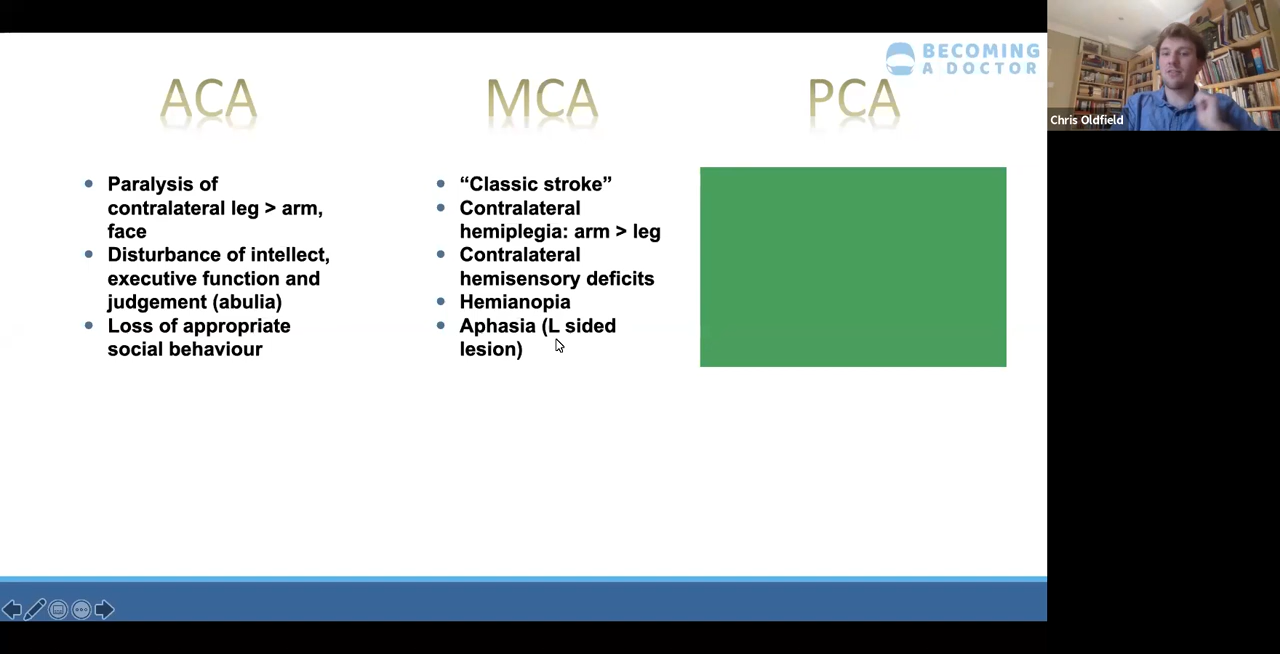 BECOMING
A DOCTOR
Chris Oldfield
ACA
MCA
PCA
Paralysis of
contralateral leg > arm,
face
Disturbance of intellect,
executive function and
judgement (abulia)
Loss of appropriate
social behaviour
“Classic stroke”
Contralateral
hemiplegia: arm > leg
Contralateral
hemisensory deficits
Hemianopia
Aphasia (L sided
lesion)